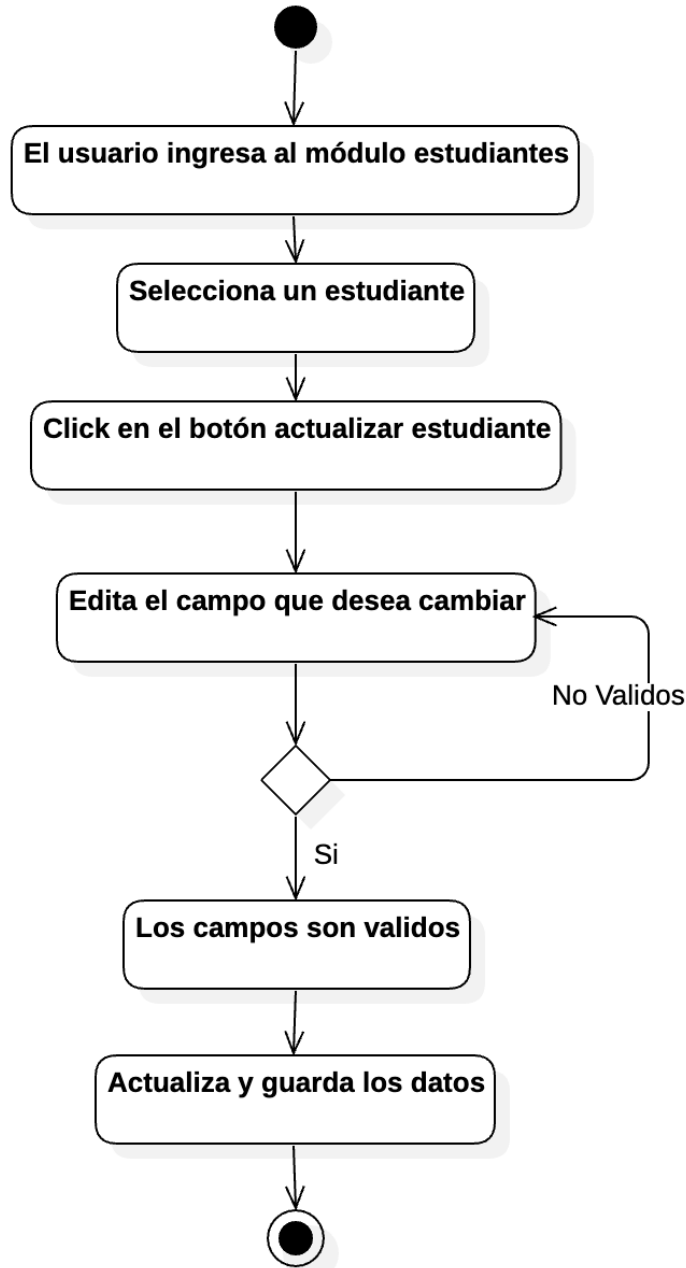 El usuario ingresa al módulo estudiantes
Selecciona un estudiante
Click en el botón actualizar estudiante
Edita el campo que desea cambiar
No Validos
Si
Los campos son validos
Actualiza y guarda los datos